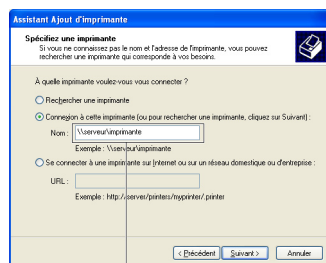 Assistant Ajout d'imprimante
Spécifiez une imprimante
Si vous ne connaissez pas le nom et l'adresse de l'imprimante, vous pouvez
rechercher une imprimante qui corresponde à vos besoins.
À quelle imprimante voulez-vous vous connecter ?
Rechercher une imprimante
Connexion à cette imprimante (ou pour rechercher une imprimante, cliquez sur Suivant) :
Nom : \\serveur\imprimante
Exemple : \\serveur\imprimante
Se connecter à une imprimante sur Internet ou sur un réseau domestique ou d'entreprise :
URL :
Exemple : http://server/printers/myprinter/.printer
< Précédent Suivant > Annuler